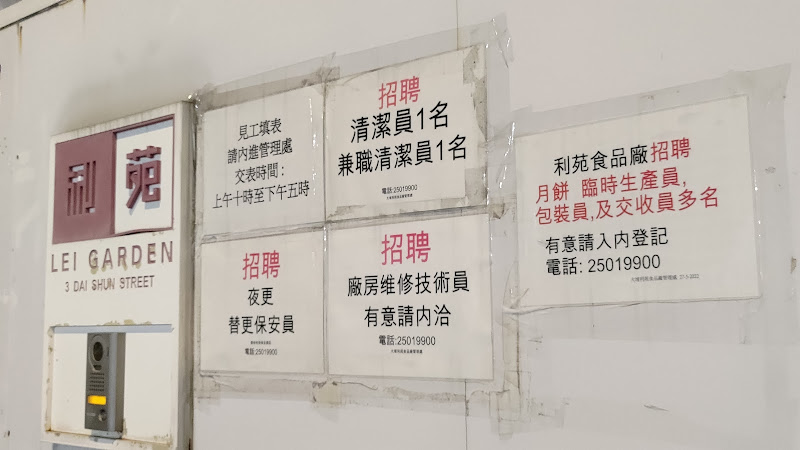 利苑
LEI GARDEN
3 DAI SHUN STREET
見工填表
請內進管理處
交表時間：
上午十時至下午五時
招聘
清潔員1名
兼職清潔員1名
電話:25019900
招聘
夜更
替更保安員
電話:25019900
招聘
廠房维修技術員
有意請内洽
電話:25019900
利苑食品廠招聘
月餅 臨時生產員,
包裝員,及交收員多名
有意請入内登記
電話: 25019900